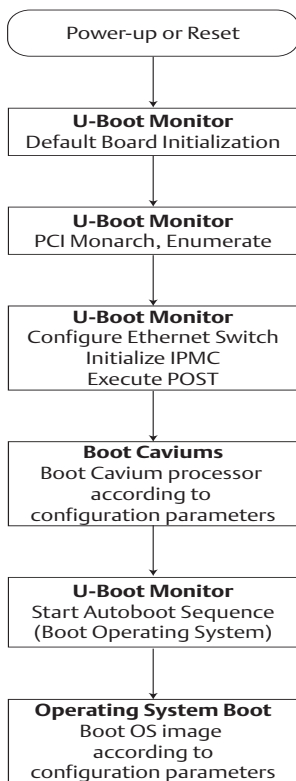 Power-up or Reset
U-Boot Monitor
Default Board Initialization
U-Boot Monitor
PCI Monarch, Enumerate
U-Boot Monitor
Configure Ethernet Switch
Initialize IPMC
Execute POST
Boot Caviums
Boot Cavium processor
according to
configuration parameters
U-Boot Monitor
Start Autoboot Sequence
(Boot Operating System)
Operating System Boot
Boot OS image
according to
configuration parameters